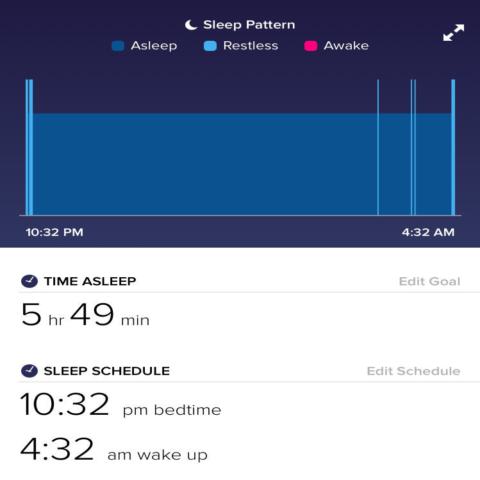 Sleep Pattern
Asleep Restless Awake
10:32 PM 4:32 AM
TIME ASLEEP Edit Goal
5 hr 49 min
SLEEP SCHEDULE Edit Schedule
10:32 pm bedtime
4:32 am wake up